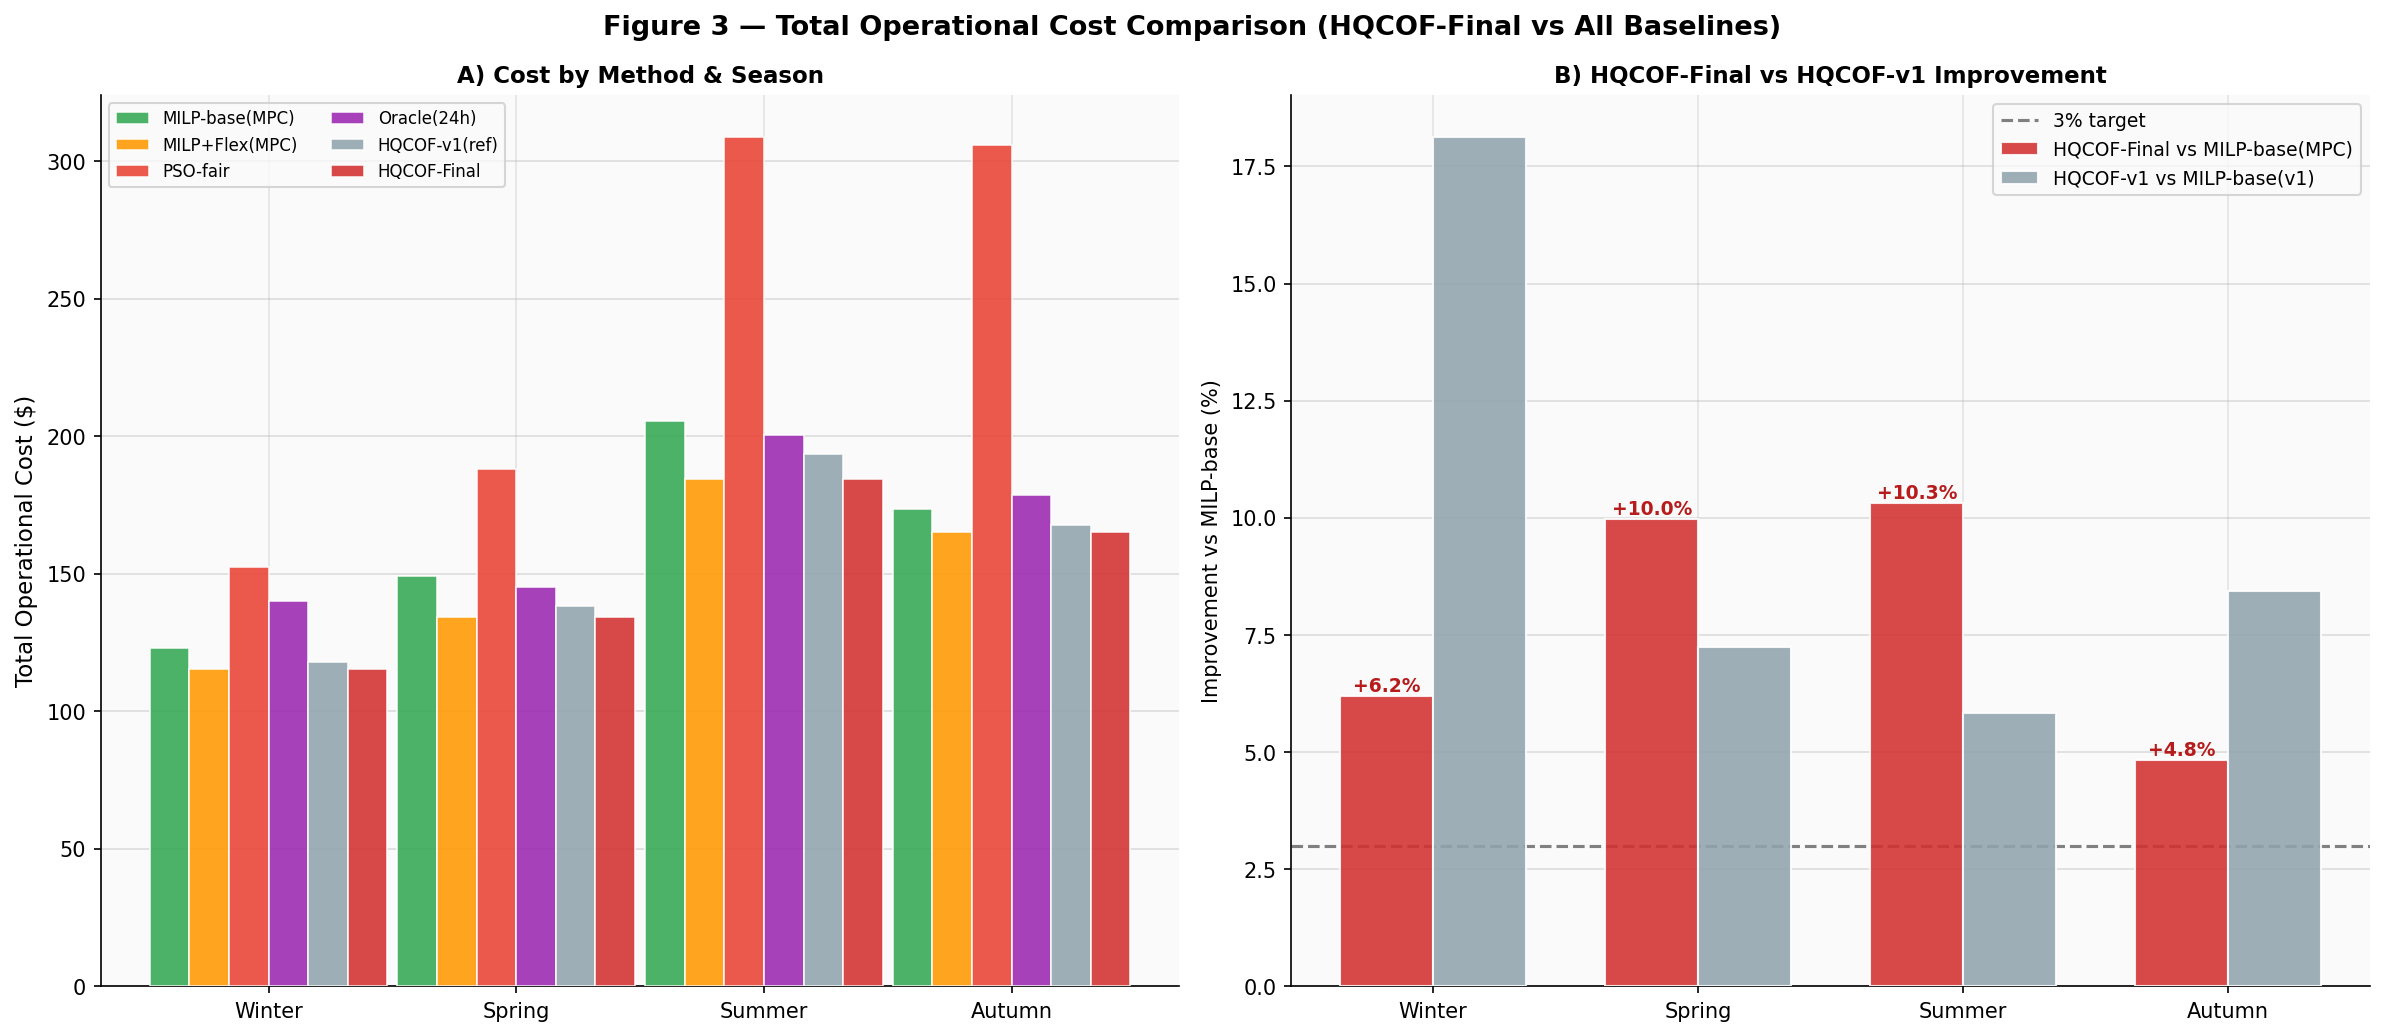 Figure 3 — Total Operational Cost Comparison (HQCOF-Final vs All Baselines)
A) Cost by Method & Season
MILP-base(MPC)
MILP+Flex(MPC)
PSO-fair
Oracle(24h)
HQCOF-v1(ref)
HQCOF-Final
Total Operational Cost ($)
300
250
200
150
100
50
0
Winter
Spring
Summer
Autumn
B) HQCOF-Final vs HQCOF-v1 Improvement
3% target
HQCOF-Final vs MILP-base(MPC)
HQCOF-v1 vs MILP-base(v1)
Improvement vs MILP-base (%)
17.5
15.0
12.5
10.0
7.5
5.0
2.5
0.0
+6.2%
+10.0%
+10.3%
+4.8%
Winter
Spring
Summer
Autumn